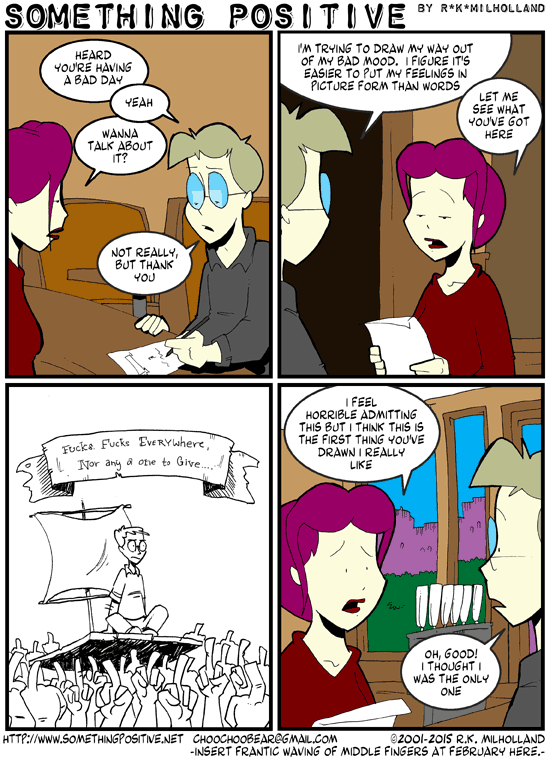 SOMETHING POSITIVE BY R*K*MILHOLLAND
HEARD
YOU'RE HAVING
A BAD DAY
YEAH
WANNA
TALK ABOUT
IT?
NOT REALLY,
BUT THANK
YOU
I'M TRYING TO DRAW MY WAY OUT
OF MY BAD MOOD. I FIGURE IT'S
EASIER TO PUT MY FEELINGS IN
PICTURE FORM THAN WORDS
LET ME
SEE WHAT
YOU'VE GOT
HERE
Fucks. Fucks EVERYWHERE,
Nor any a one to Give....
I FEEL
HORRIBLE ADMITTING
THIS BUT I THINK THIS IS
THE FIRST THING YOU'VE
DRAWN I REALLY
LIKE
OH, GOOD!
I THOUGHT I
WAS THE ONLY
ONE
HTTP://WWW.SOMETHINGPOSITIVE.NET CHOOCHOOBEAR@GMAIL.COM ©2001-2015 R.K. MILHOLLAND
-INSERT FRANTIC WAVING OF MIDDLE FINGERS AT FEBRUARY HERE.-